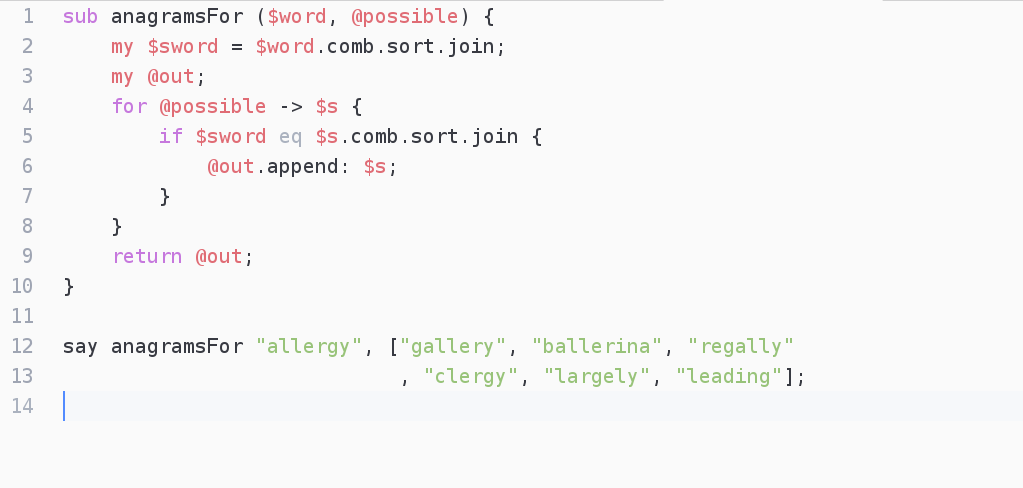 1 sub anagramsFor ($word, @possible) {
2     my $sword = $word.comb.sort.join;
3     my @out;
4     for @possible -> $s {
5         if $sword eq $s.comb.sort.join {
6             @out.append: $s;
7         }
8     }
9     return @out;
10 }
11
12 say anagramsFor "allergy", ["gallery", "ballerina", "regally"
13                             , "clergy", "largely", "leading"];
14